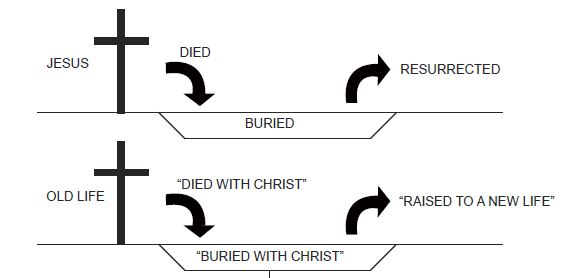 DIED
JESUS
RESURRECTED
BURIED
“DIED WITH CHRIST”
OLD LIFE
“RAISED TO A NEW LIFE”
“BURIED WITH CHRIST”